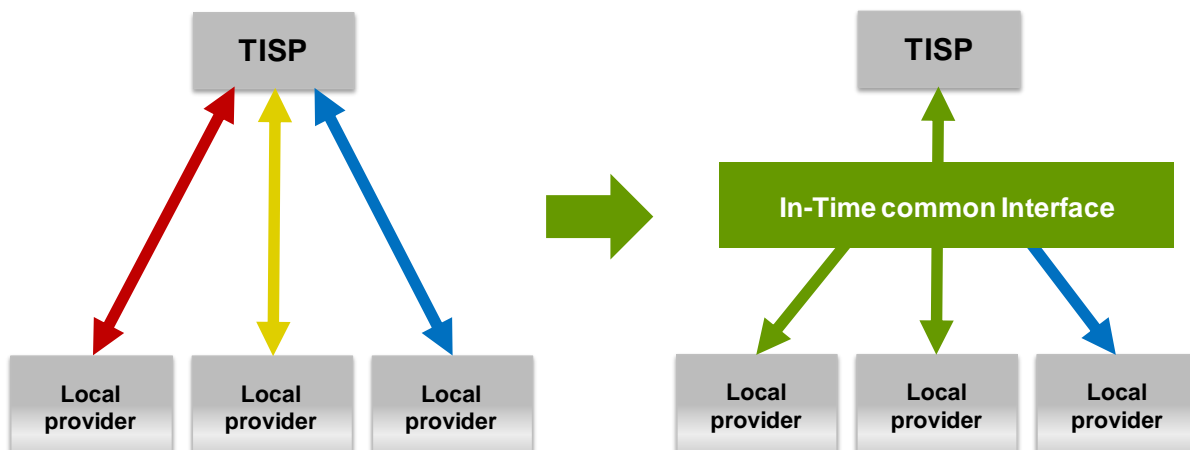 TISP
TISP
In-Time common Interface
Local
provider
Local
provider
Local
provider
Local
provider
Local
provider
Local
provider